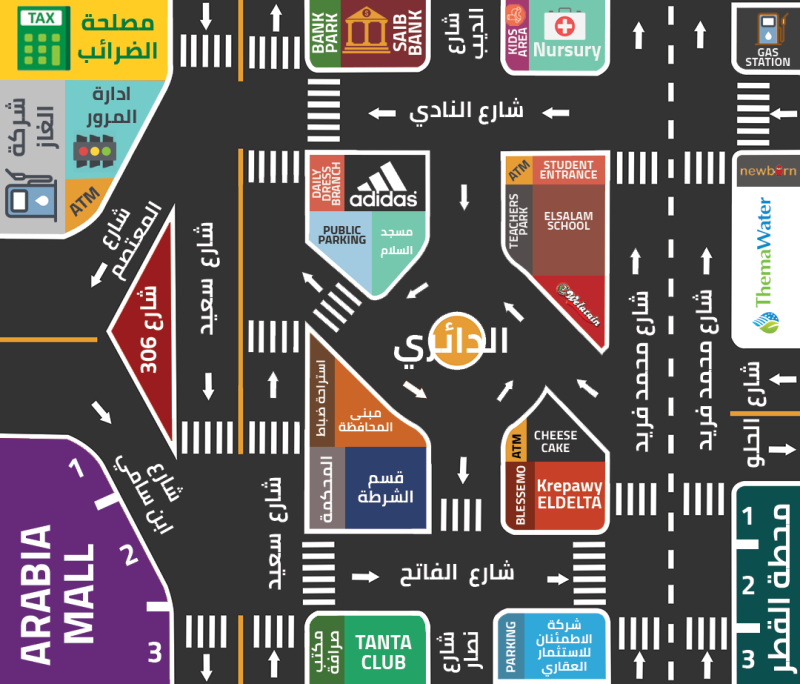 TAX
مصلحة
الضرائب
BANK
PARK
SAIB
BANK
شارع
الديب
KIDS
AREA
Nursury
GAS
STATION
شركة
الغاز
ادارة
المرور
ATM
شارع النادي
DAILY
DRESS
BRANCH
adidas
PUBLIC
PARKING
مسجد
السلام
ATM
STUDENT
ENTRANCE
TEACHERS
PARK
ELSALAM
SCHOOL
Welatain
newborn
ThemaWater
شارع
المعتصم
شارع 306
شارع سعيد
الدائري
شارع محمد فريد
شارع محمد فريد
شارع
الحلو
استراحة ضباط
مبنى
المحافظة
المحكمة
قسم
الشرطة
ATM
CHEESE
CAKE
BLESSEMO
Krepawy
ELDELTA
شارع
ابن سامي
ARABIA
MALL
1
2
3
شارع سعيد
شارع الفاتح
محطة القطر
1
2
3
مكتب
صرافة
TANTA
CLUB
شارع
نصار
PARKING
شركة
الاطمئنان
للاستثمار
العقاري